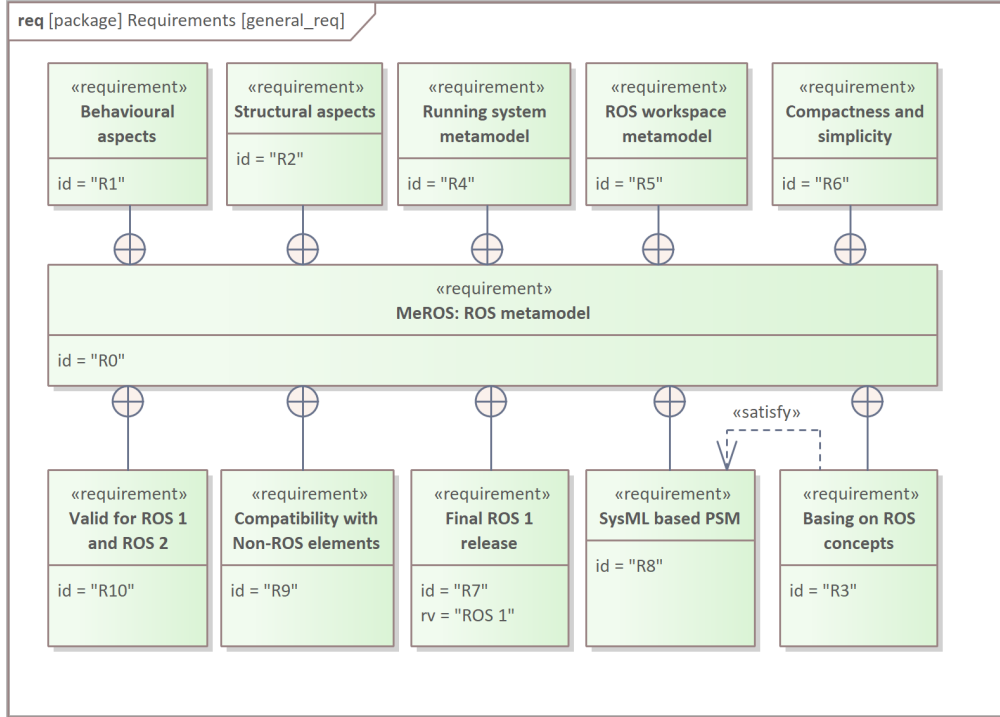 req [package] Requirements [general_req]
«requirement»
Behavioural
aspects
id = "R1"
«requirement»
Structural aspects
id = "R2"
«requirement»
Running system
metamodel
id = "R4"
«requirement»
ROS workspace
metamodel
id = "R5"
«requirement»
Compactness and
simplicity
id = "R6"
«requirement»
MeROS: ROS metamodel
id = "R0"
«satisfy»
«requirement»
Valid for ROS 1
and ROS 2
id = "R10"
«requirement»
Compatibility with
Non-ROS elements
id = "R9"
«requirement»
Final ROS 1
release
id = "R7"
rv = "ROS 1"
«requirement»
SysML based PSM
id = "R8"
«requirement»
Basing on ROS
concepts
id = "R3"